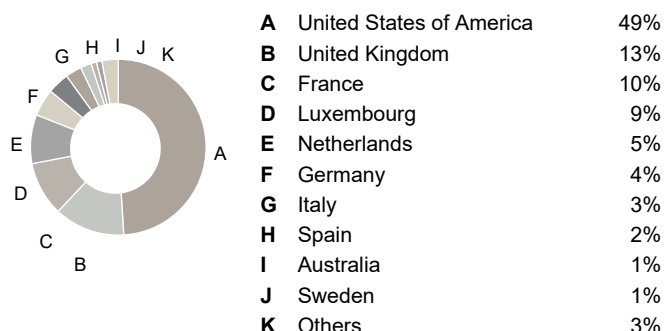 A United States of America 49%
B United Kingdom 13%
C France 10%
D Luxembourg 9%
E Netherlands 5%
F Germany 4%
G Italy 3%
H Spain 2%
I Australia 1%
J Sweden 1%
K Others 3%
G H I J K
F
E
A
D
C
B